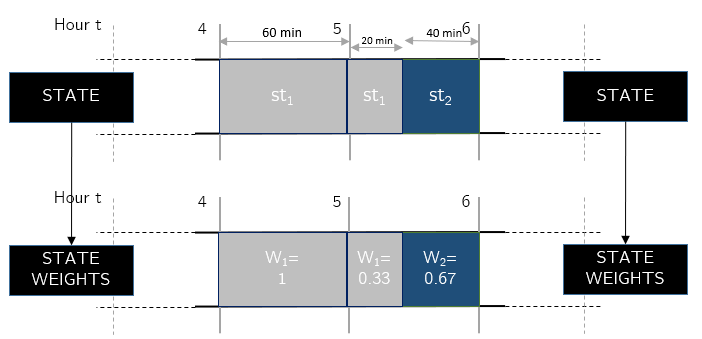 Hour t 4 60 min 5 20 min 40 min 6
STATE st₁ st₁ st₂ STATE
Hour t 4 5 6
STATE WEIGHTS W₁= 1 W₁= 0.33 W₂= 0.67 STATE WEIGHTS